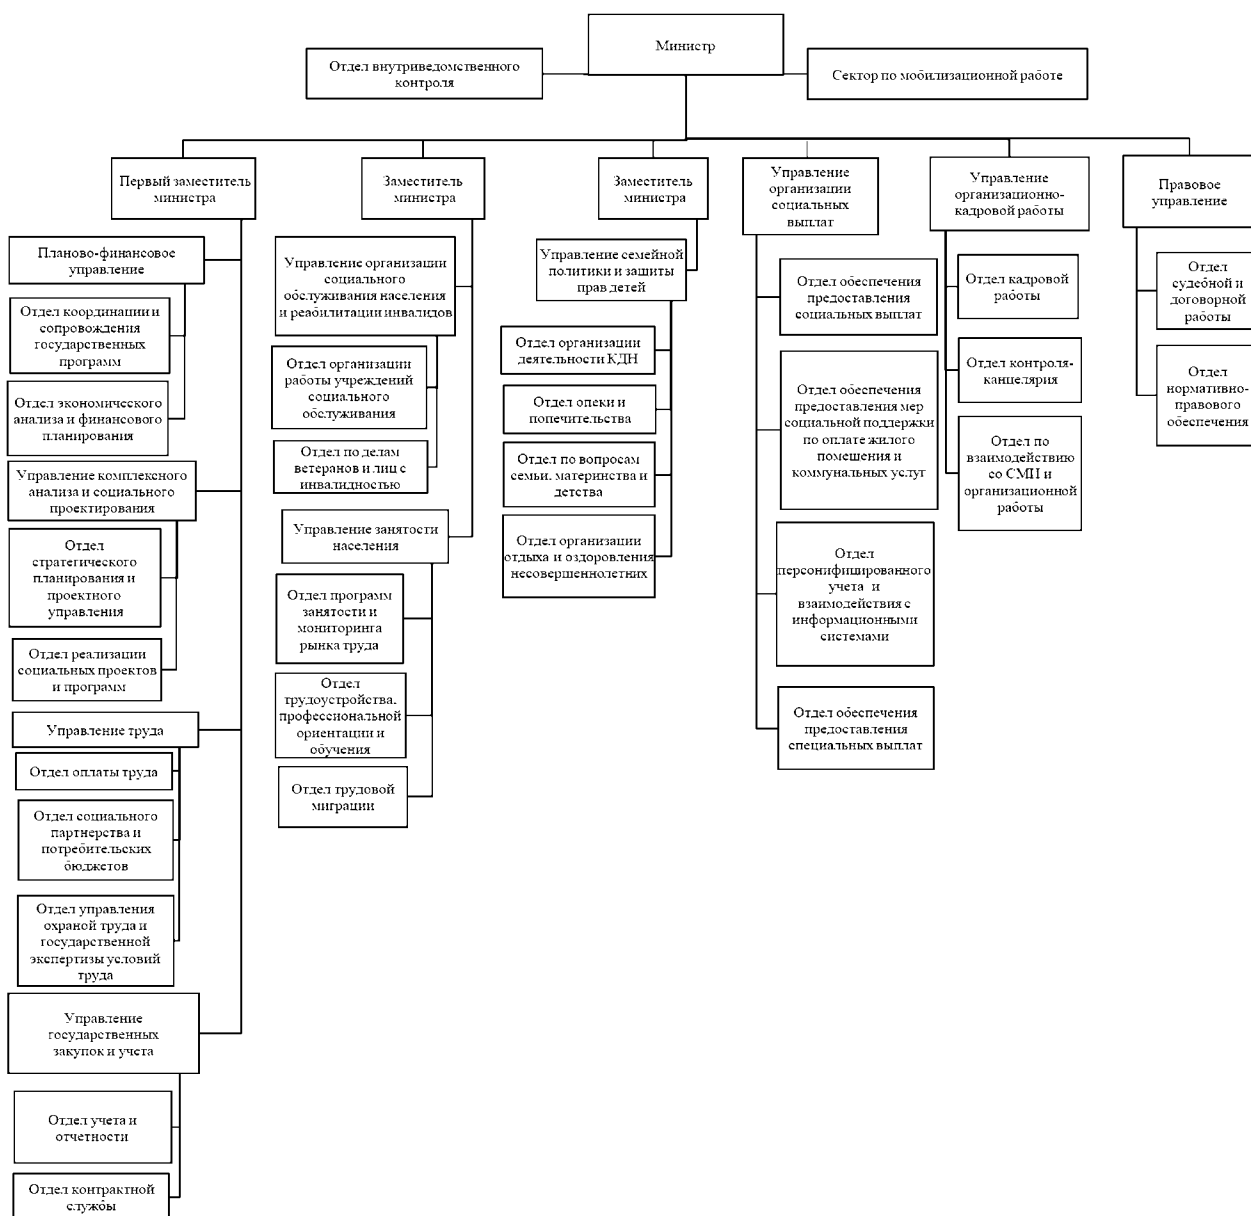 Министр
Отдел внутриведомственного
контроля
Сектор по мобилизационной работе
Первый заместитель
министра
Заместитель
министра
Заместитель
министра
Управление
организации
социальных
выплат
Управление
организационно-
кадровой работы
Правовое
управление
Планово-финансовое
управление
Отдел координации и
сопровождения
государственных
программ
Отдел экономического
анализа и финансового
планирования
Управление комплексного
анализа и социального
проектирования
Отдел
стратегического
планирования и
проектного
управления
Отдел реализации
социальных проектов
и программ
Управление труда
Отдел оплаты труда
Отдел социального
партнерства и
потребительских
бюджетов
Отдел управления
охраной труда и
государственной
экспертизы условий
труда
Управление
государственных
закупок и учета
Отдел учета и
отчетности
Отдел контрактной
службы
Управление организации
социального
обслуживания населения
и реабилитации инвалидов
Отдел организации
работы учреждений
социального
обслуживания
Отдел по делам
ветеранов и лиц с
инвалидностью
Управление занятости
населения
Отдел программ
занятости и
мониторинга
рынка труда
Отдел
трудоустройства,
профессиональной
ориентации и
обучения
Отдел трудовой
миграции
Управление семейной
политики и защиты
прав детей
Отдел организации
деятельности КДН
Отдел опеки и
попечительства
Отдел по вопросам
семьи, материнства и
детства
Отдел организации
отдыха и оздоровления
несовершеннолетних
Отдел обеспечения
предоставления
социальных выплат
Отдел обеспечения
предоставления мер
социальной поддержки
по оплате жилого
помещения и
коммунальных услуг
Отдел
персонифицированного
учета и
взаимодействия с
информационными
системами
Отдел обеспечения
предоставления
специальных выплат
Отдел кадровой
работы
Отдел контроля-
канцелярия
Отдел по
взаимодействию
со СМИ и
организационной
работы
Отдел
судебной и
договорной
работы
Отдел
нормативно-
правового
обеспечения